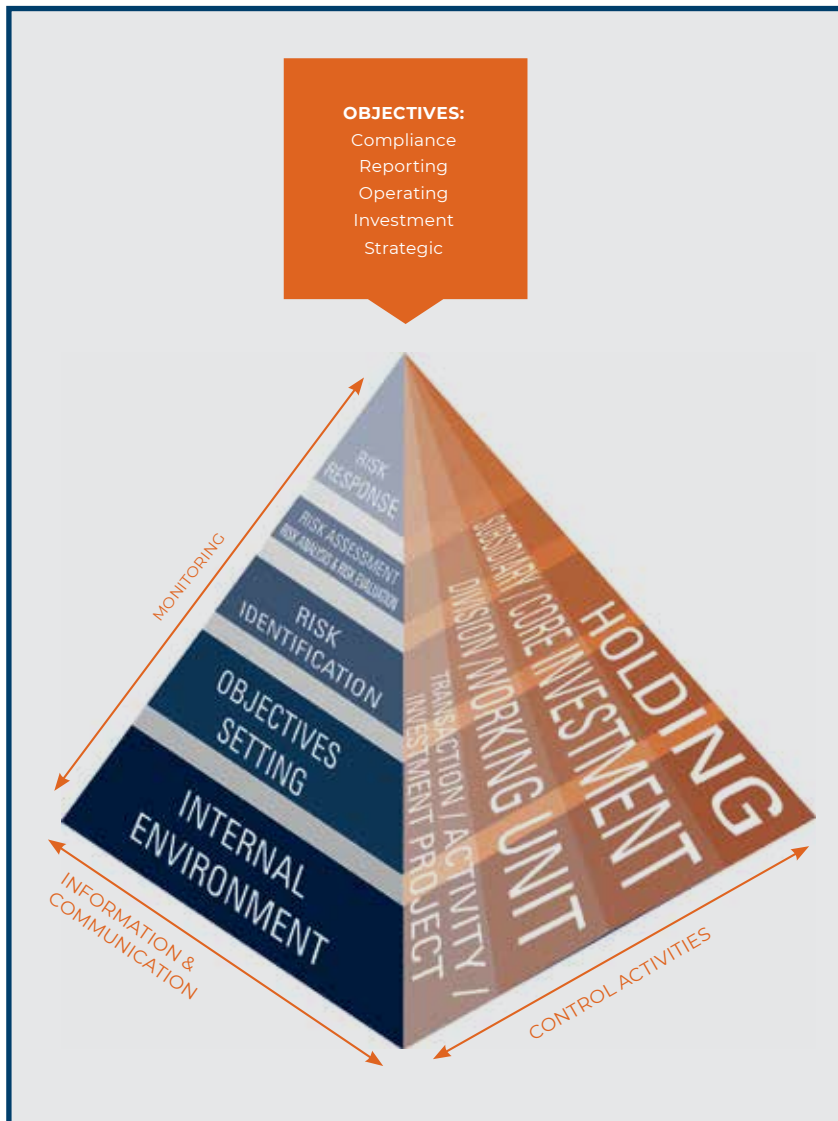 OBJECTIVES:
Compliance
Reporting
Operating
Investment
Strategic
MONITORING
RISK
RESPONSE
RISK ASSESSMENT
RISK ANALYSIS & RISK EVALUATION
RISK
IDENTIFICATION
OBJECTIVES
SETTING
INTERNAL
ENVIRONMENT
INFORMATION &
COMMUNICATION
HOLDING
SUBSIDIARY / CORE INVESTMENT
DIVISION / WORKING UNIT
TRANSACTION / ACTIVITY /
INVESTMENT PROJECT
CONTROL ACTIVITIES